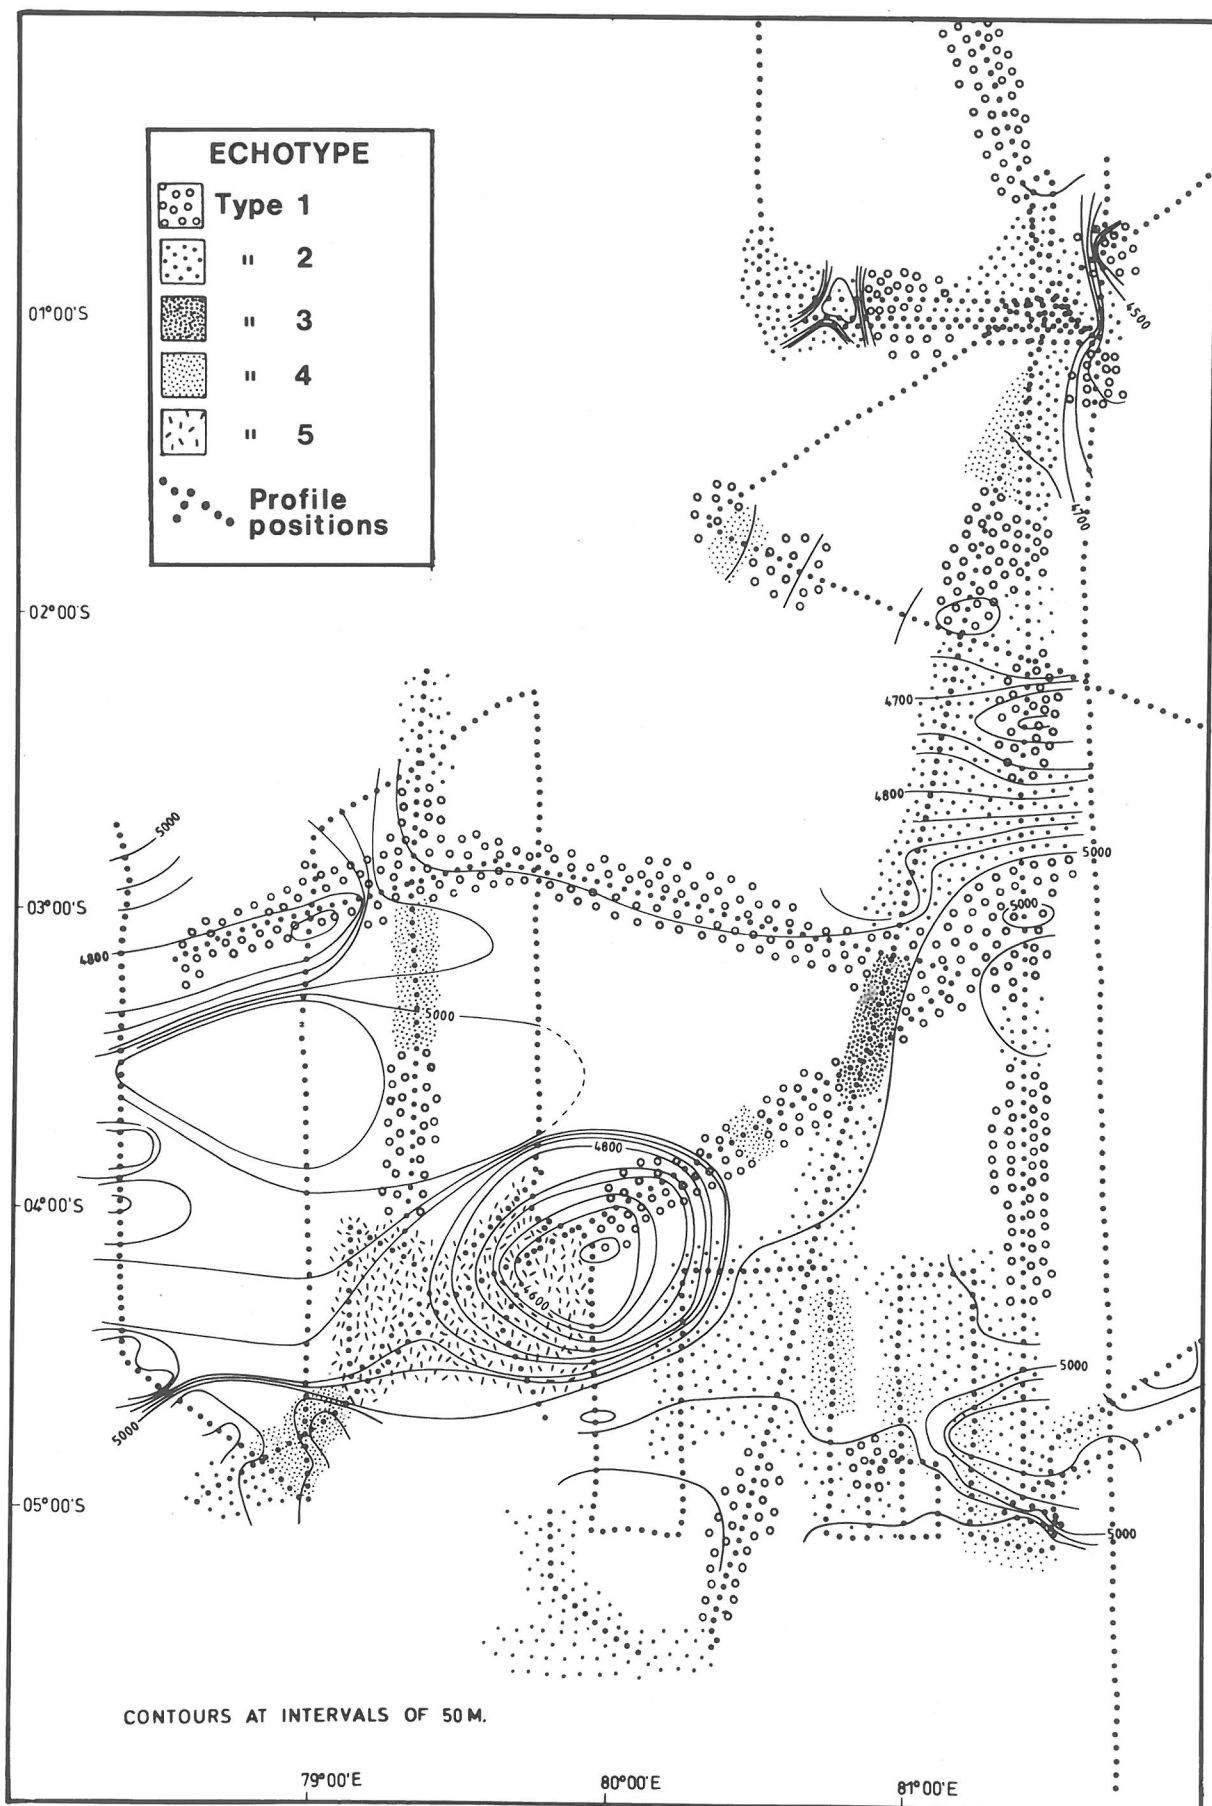 ECHOTYPE
Type 1
" 2
" 3
" 4
" 5
Profile
positions
01°00'S
4500
4700
02°00'S
4700
4800
5000
5000
03°00'S
5000
4800
5000
4800
04°00'S
4600
5000
5000
05°00'S
5000
CONTOURS AT INTERVALS OF 50 M.
79°00'E
80°00'E
81°00'E